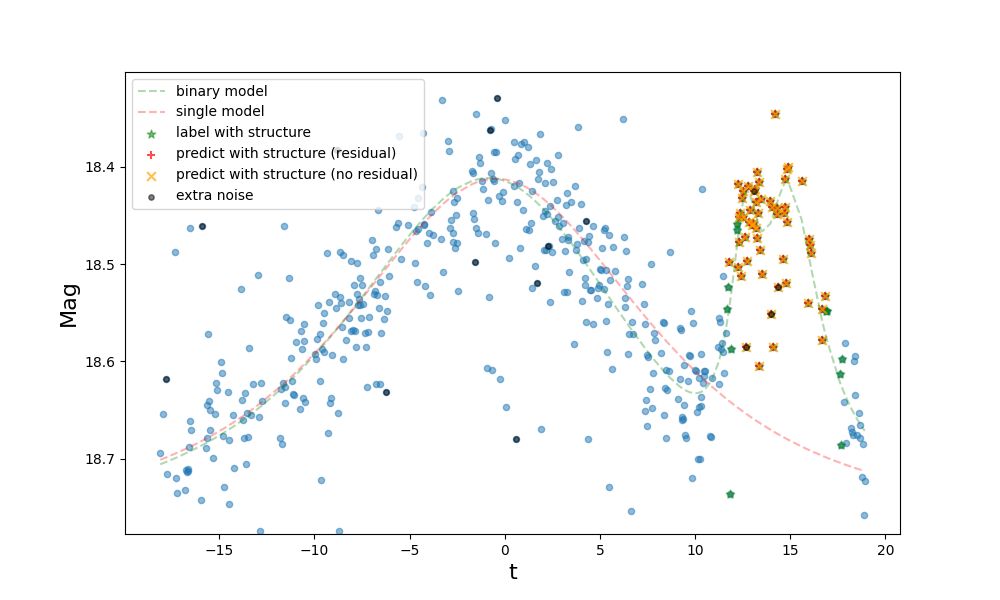 binary model
single model
label with structure
predict with structure (residual)
predict with structure (no residual)
extra noise
18.4
18.5
18.6
18.7
Mag
−15
−10
−5
0
5
10
15
20
t